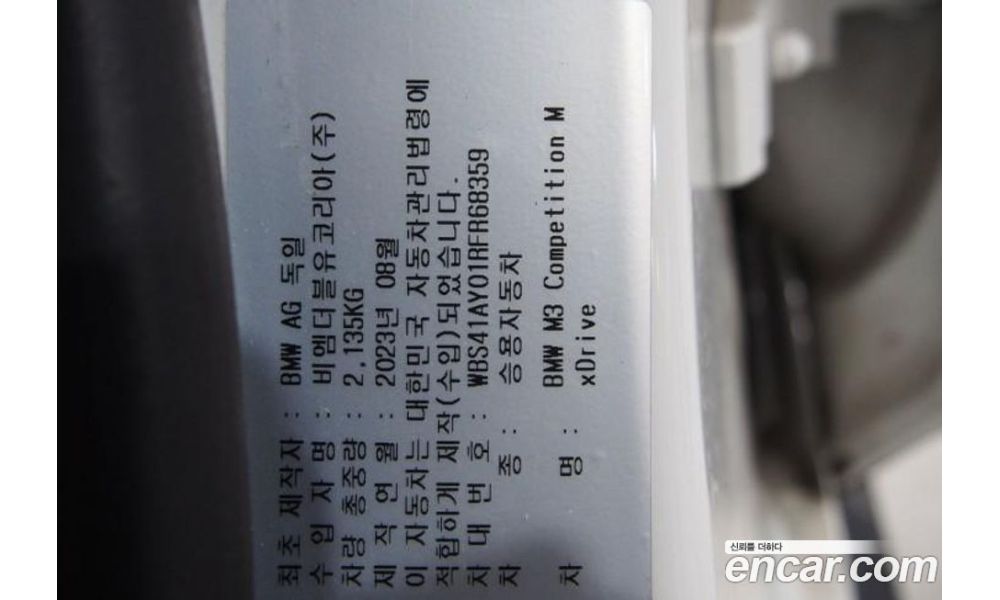 최초 제작자 : BMW AG 독일
수 입 자 명 : 비엠더블유코리아(주)
차량 총중량 : 2,135KG
제 작 연 월 : 2023년 08월
이 자동차는 대한민국 자동차관리법령에
적합하게 제작(수입)되었습니다.
차 대 번 호 : WBS41AY01RFR68359
차 종 : 승용자동차
차 명 : BMW M3 Competition M
xDrive
신뢰를 더하다
encar.com